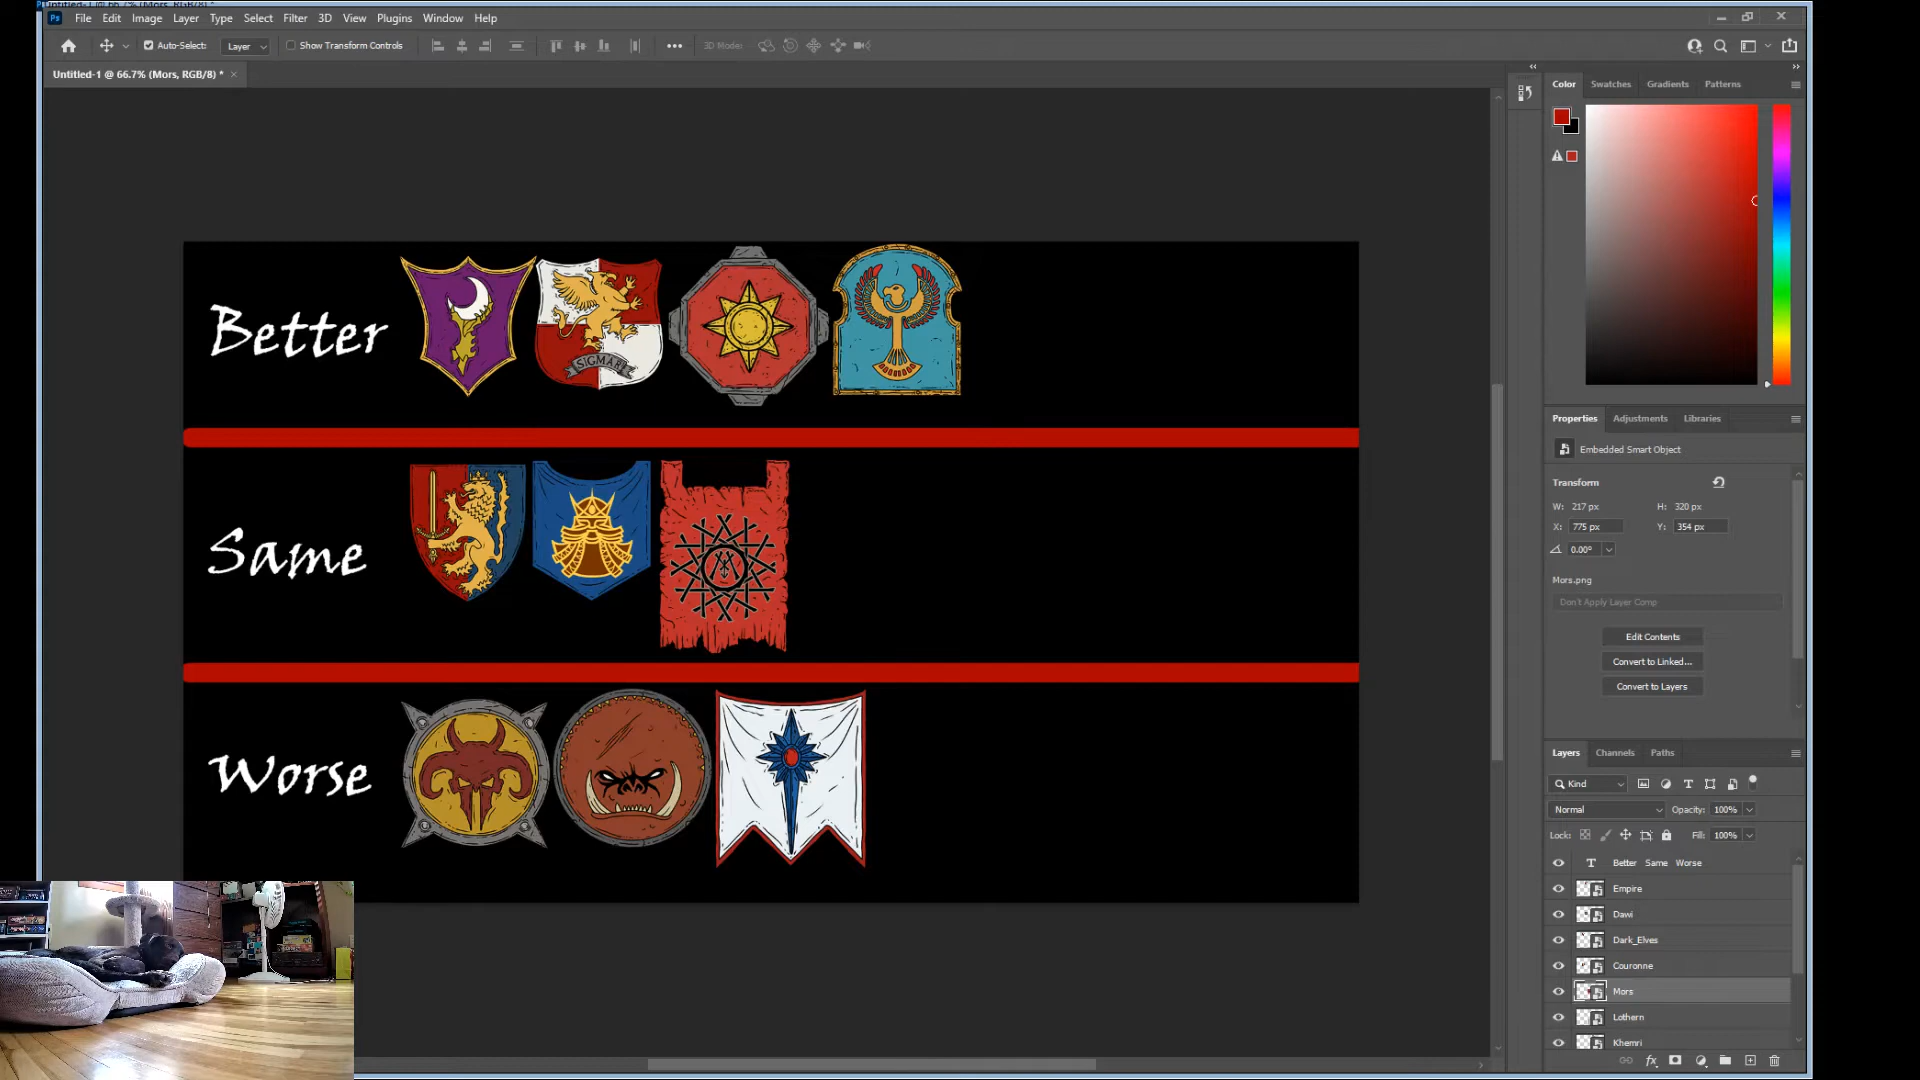 File Edit Image Layer Type Select Filter 3D View Plugins Window Help
Auto-Select: Layer Show Transform Controls 3D Mode:
Untitled-1 @ 66.7% (Mors, RGB/8) *
Color Swatches Gradients Patterns
Better
SIGMAR
Same
Worse
Properties Adjustments Libraries
Embedded Smart Object
Transform
W: 217 px H: 320 px
X: 775 px Y: 354 px
0.00°
Mors.png
Don't Apply Layer Comp
Edit Contents
Convert to Linked...
Convert to Layers
Layers Channels Paths
Kind
Normal Opacity: 100%
Lock: Fill: 100%
Better Same Worse
Empire
Dawi
Dark_Elves
Couronne
Mors
Lothern
Khemri